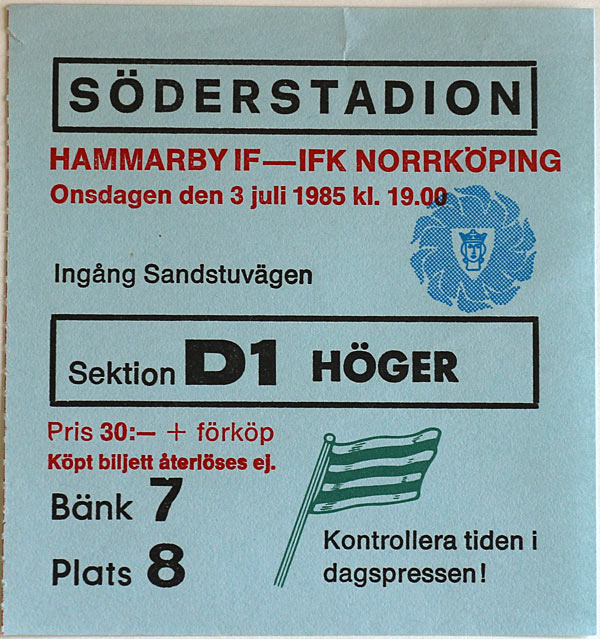 SÖDERSTADION
HAMMARBY IF—IFK NORRKÖPING
Onsdagen den 3 juli 1985 kl. 19.00
Ingång Sandstuvägen
Sektion D1 HÖGER
Pris 30:— + förköp
Köpt biljett återlöses ej.
Bänk 7
Plats 8
Kontrollera tiden i
dagspressen!